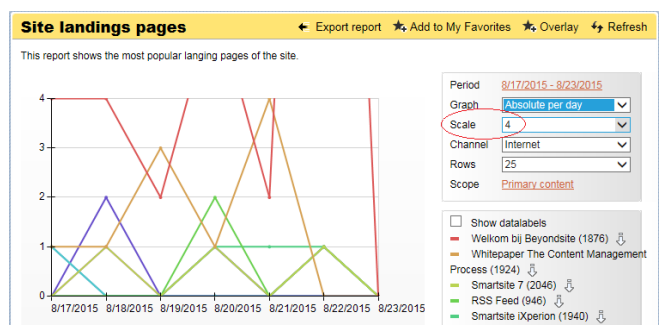 Site landings pages
Export report Add to My Favorites Overlay Refresh
This report shows the most popular langing pages of the site.
4
3
2
1
0
8/17/2015 8/18/2015 8/19/2015 8/20/2015 8/21/2015 8/22/2015 8/23/2015
Period 8/17/2015 - 8/23/2015
Graph Absolute per day
Scale 4
Channel Internet
Rows 25
Scope Primary content
Show datalabels
Welkom bij Beyondsite (1876)
Whitepaper The Content Management
Process (1924)
Smartsite 7 (2046)
RSS Feed (946)
Smartsite iXperion (1940)